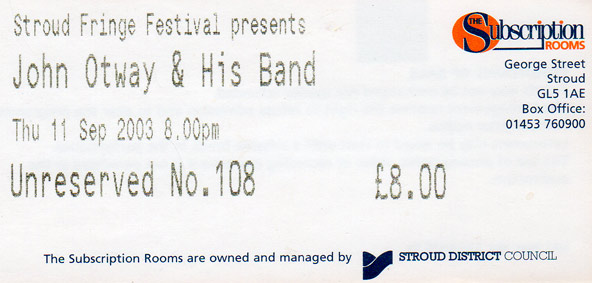 Stroud Fringe Festival presents
John Otway & His Band
Thu 11 Sep 2003 8.00pm
Unreserved No.108 £8.00
THE Subscription
ROOMS
George Street
Stroud
GL5 1AE
Box Office:
01453 760900
The Subscription Rooms are owned and managed by STROUD DISTRICT COUNCIL